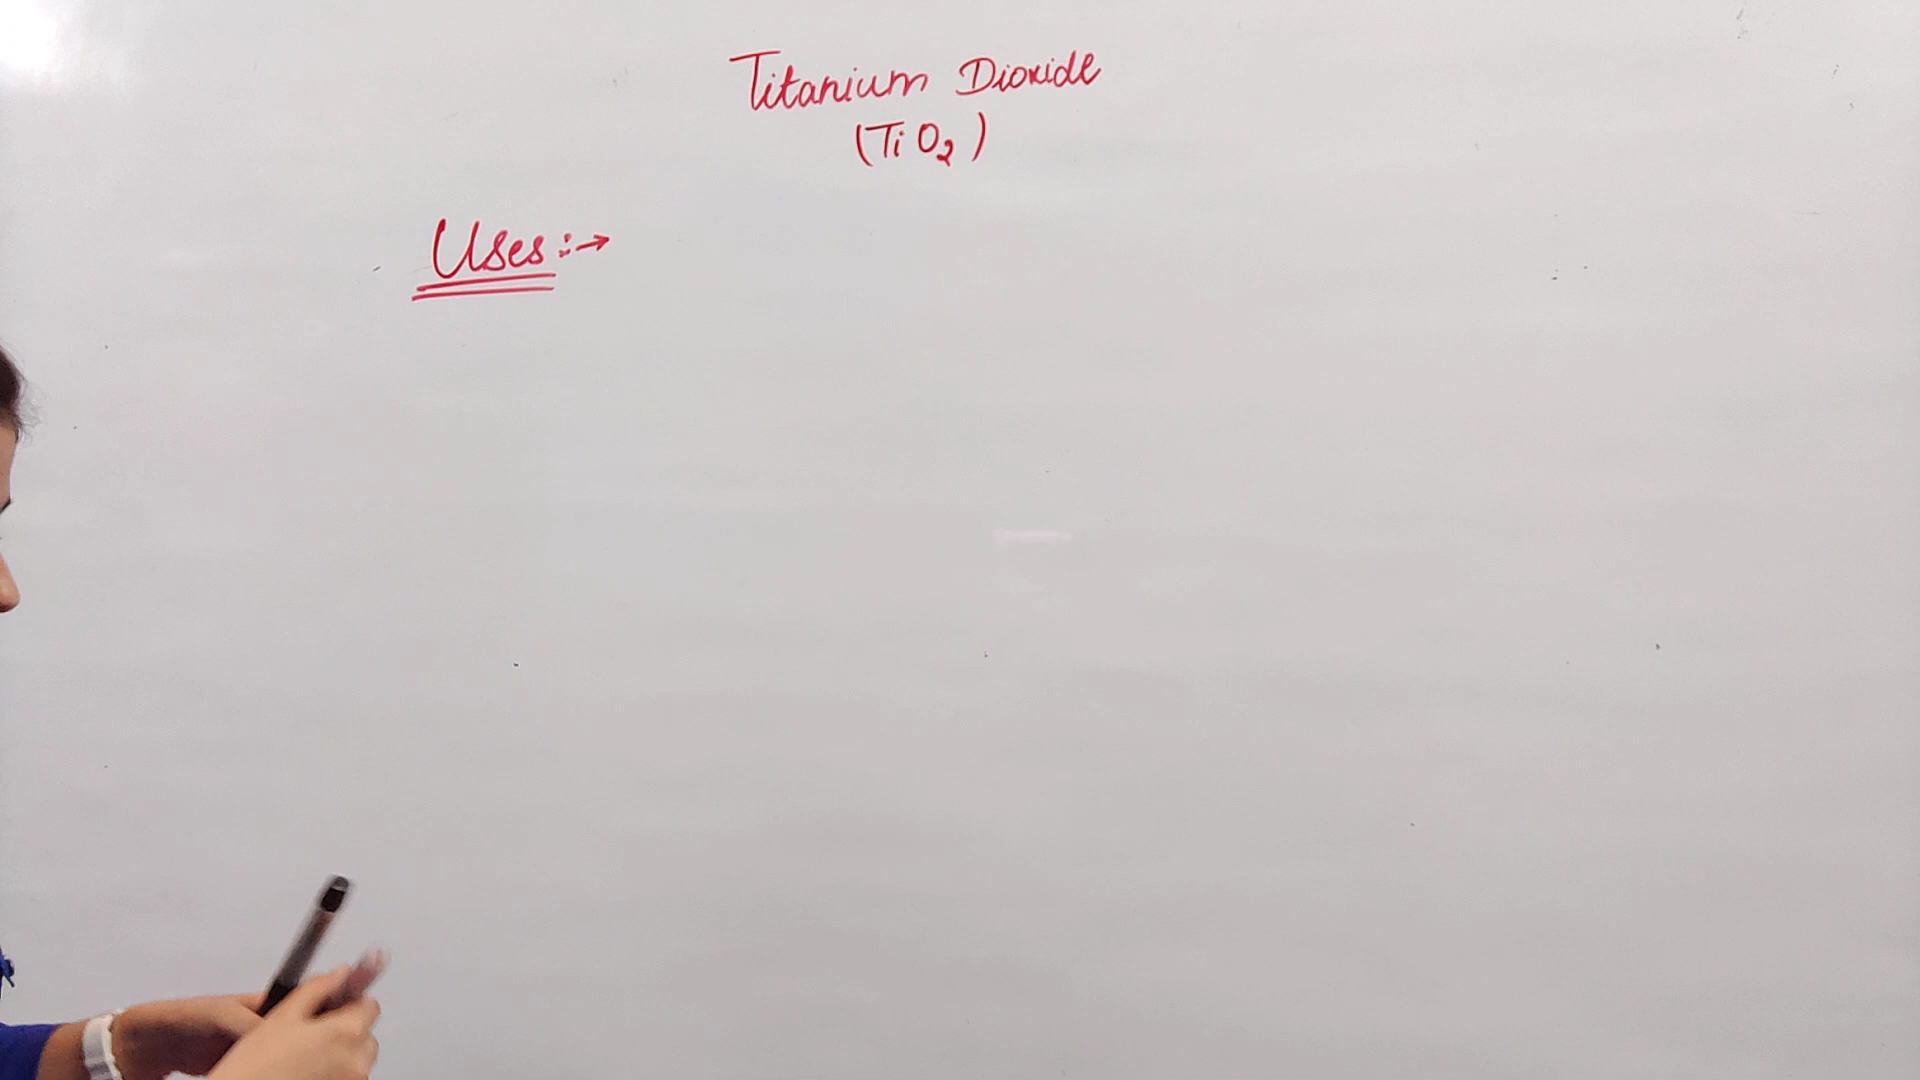 Titanium Dioxide
(TiO₂)
Uses:→